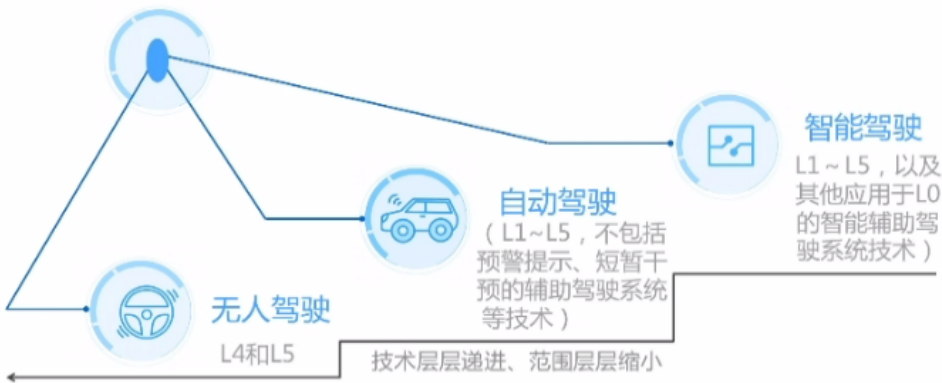 智能驾驶
L1～L5，以及
其他应用于L0
的智能辅助驾
驶系统技术）
自动驾驶
（L1~L5，不包括
预警提示、短暂干
预的辅助驾驶系统
等技术）
无人驾驶
L4和L5
技术层层递进、范围层层缩小